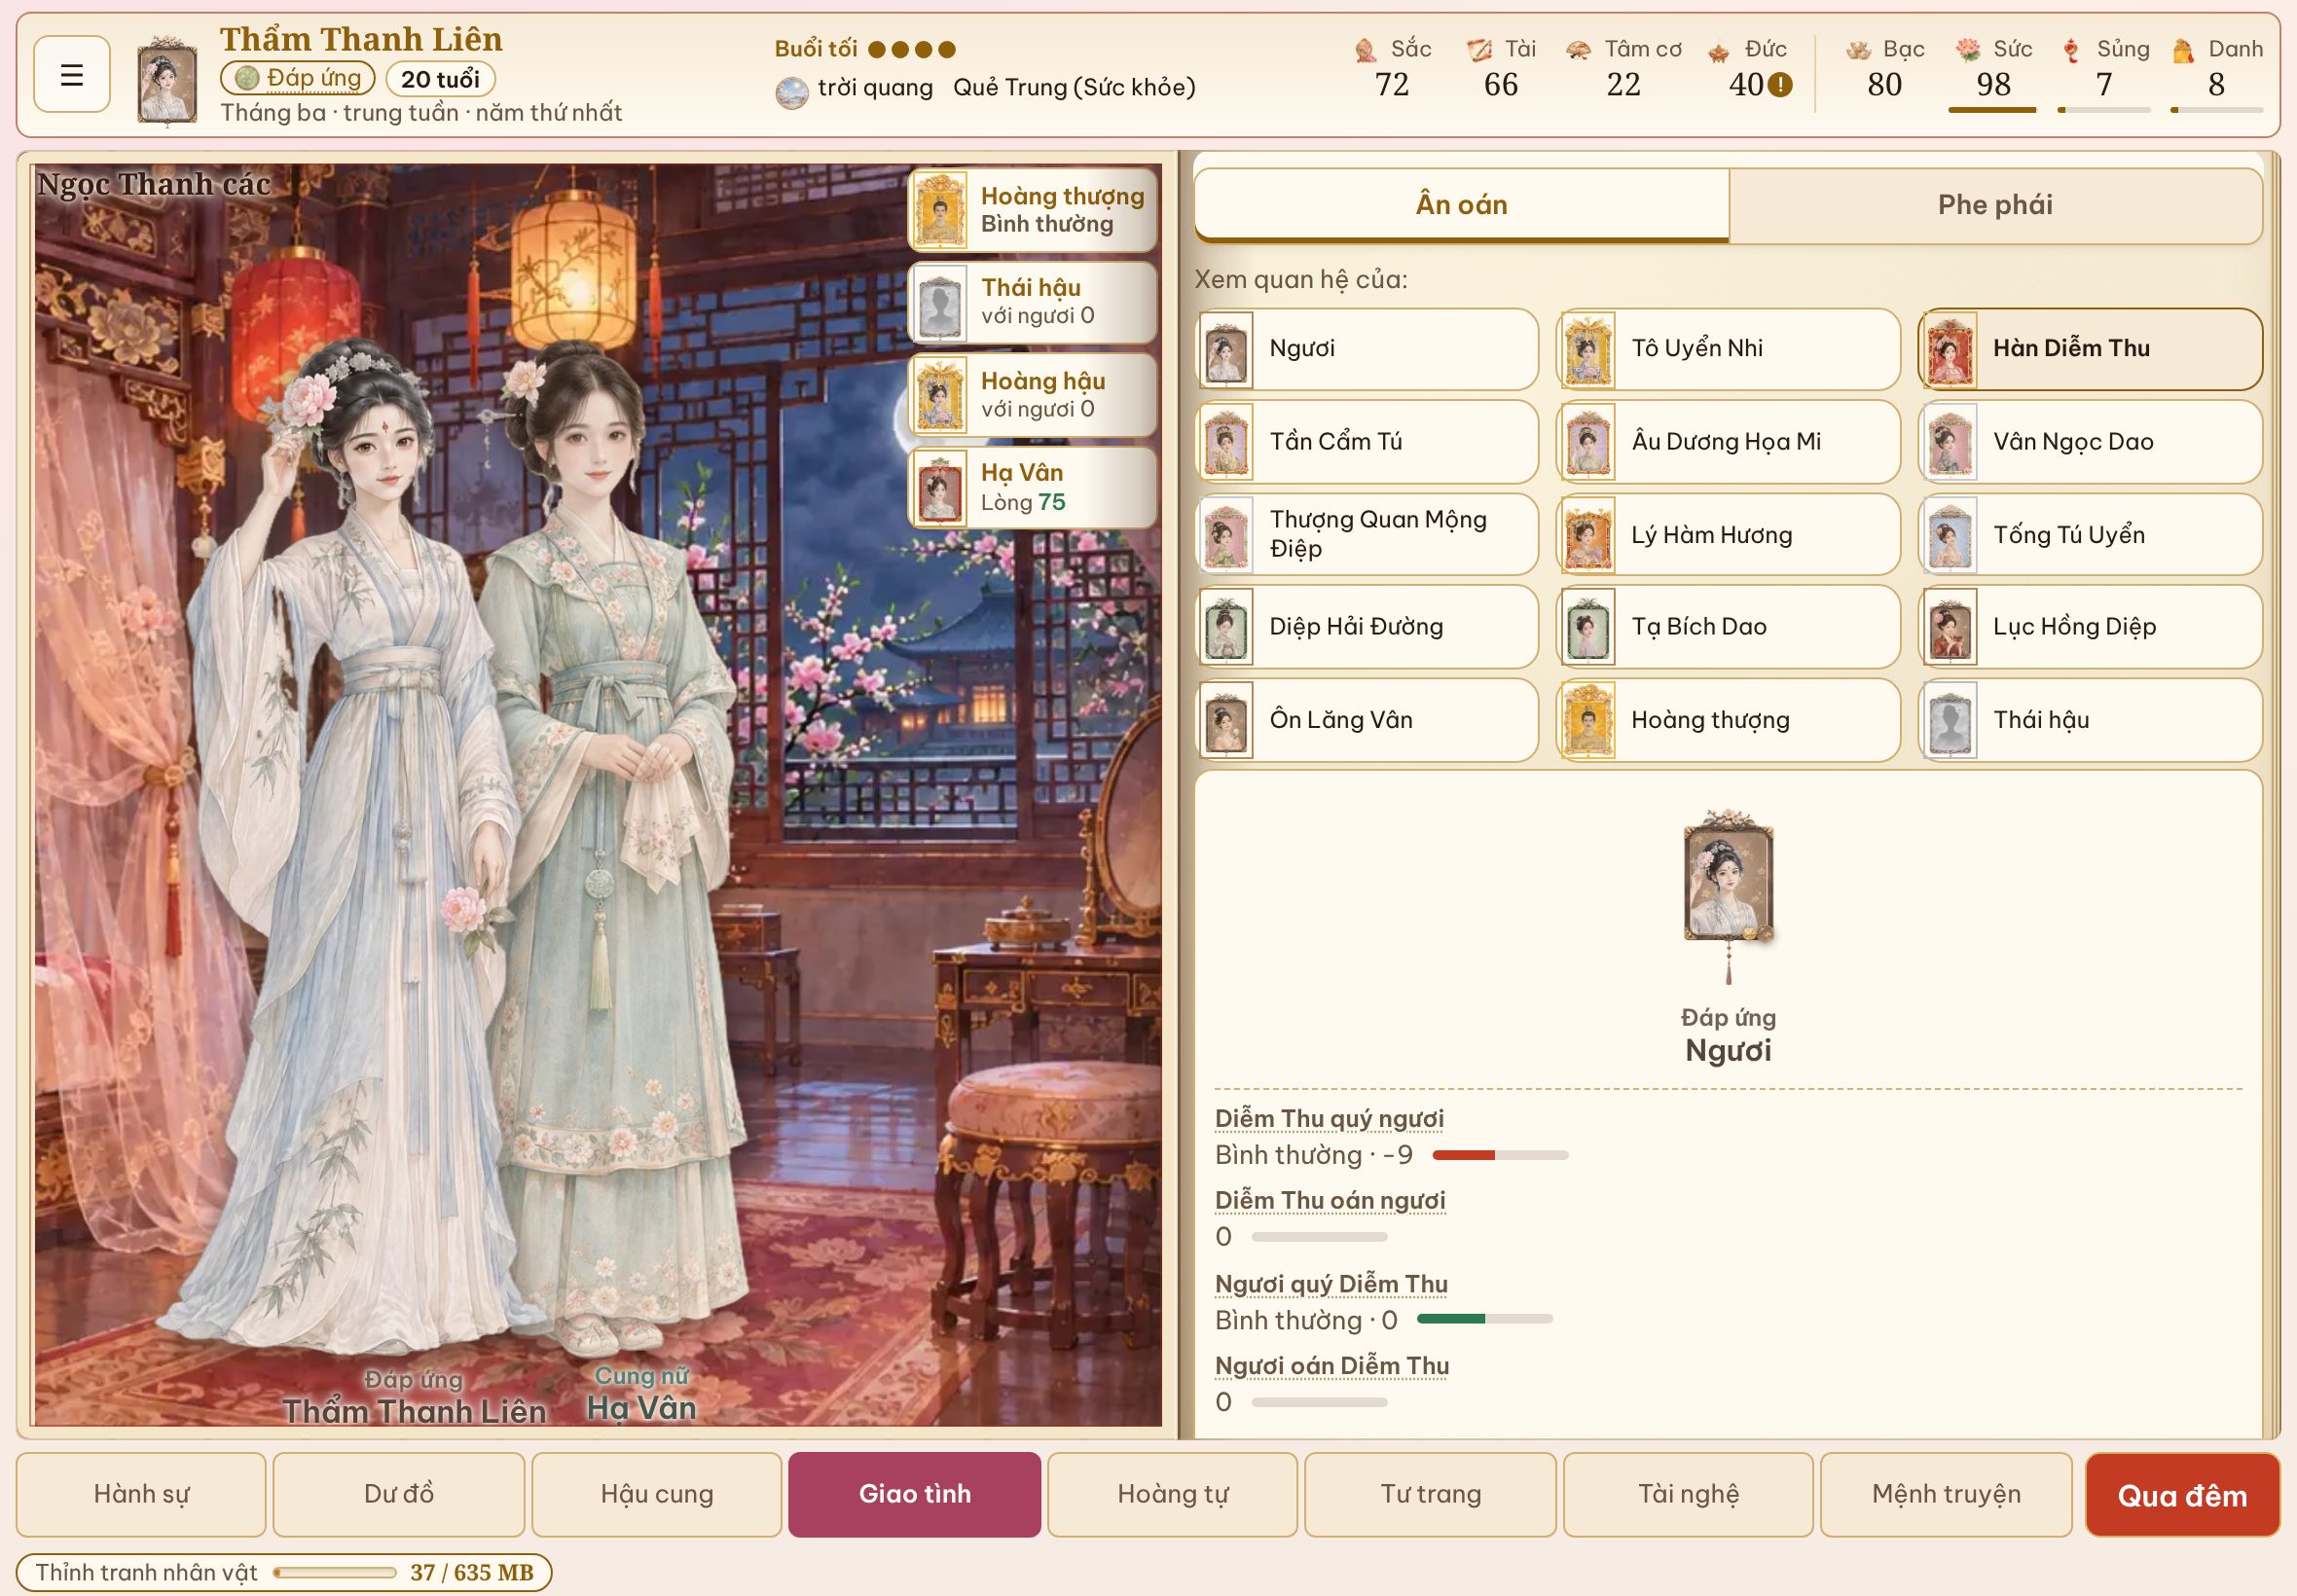 ☰
Thẩm Thanh Liên
Đáp ứng
20 tuổi
Tháng ba · trung tuần · năm thứ nhất
Buổi tối
trời quang Quẻ Trung (Sức khỏe)
Sắc
72
Tài
66
Tâm cơ
22
Đức
40 !
Bạc
80
Sức
98
Sủng
7
Danh
8
Ngọc Thanh các
Hoàng thượng
Bình thường
Thái hậu
với ngươi 0
Hoàng hậu
với ngươi 0
Hạ Vân
Lòng 75
Đáp ứng
Thẩm Thanh Liên
Cung nữ
Hạ Vân
Ân oán
Phe phái
Xem quan hệ của:
Ngươi
Tô Uyển Nhi
Hàn Diễm Thu
Tần Cẩm Tú
Âu Dương Họa Mi
Vân Ngọc Dao
Thượng Quan Mộng
Điệp
Lý Hàm Hương
Tống Tú Uyển
Diệp Hải Đường
Tạ Bích Dao
Lục Hồng Diệp
Ôn Lăng Vân
Hoàng thượng
Thái hậu
Đáp ứng
Ngươi
Diễm Thu quý ngươi
Bình thường · −9
Diễm Thu oán ngươi
0
Ngươi quý Diễm Thu
Bình thường · 0
Ngươi oán Diễm Thu
0
Hành sự
Dư đồ
Hậu cung
Giao tình
Hoàng tự
Tư trang
Tài nghệ
Mệnh truyện
Qua đêm
Thỉnh tranh nhân vật
37 / 635 MB